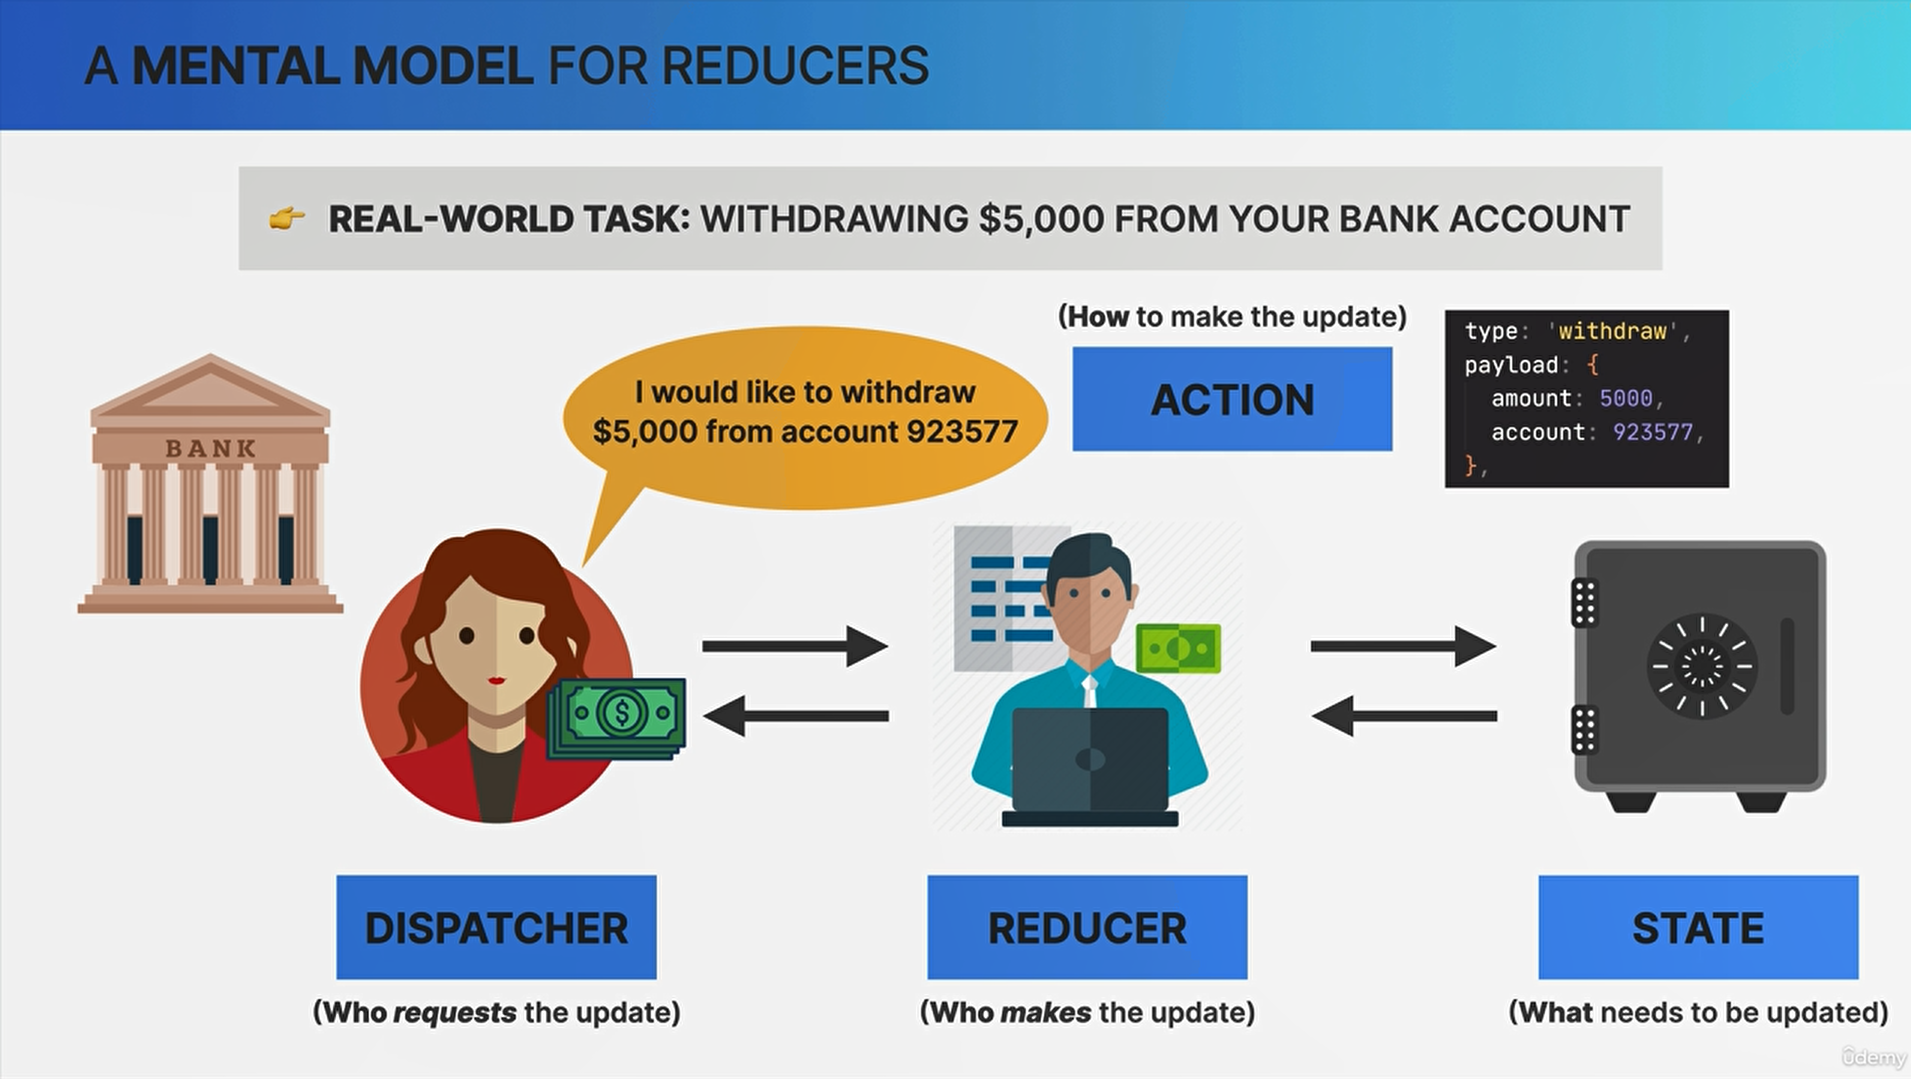 A MENTAL MODEL FOR REDUCERS
👉 REAL-WORLD TASK: WITHDRAWING $5,000 FROM YOUR BANK ACCOUNT
(How to make the update)
ACTION
type: 'withdraw',
payload: {
amount: 5000,
account: 923577,
},
I would like to withdraw
$5,000 from account 923577
BANK
$
DISPATCHER
(Who requests the update)
REDUCER
(Who makes the update)
STATE
(What needs to be updated)
ûdemy